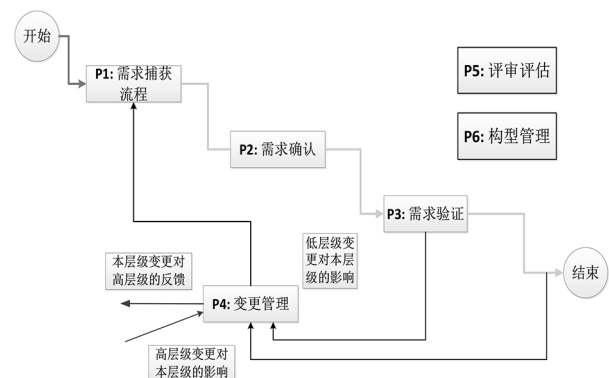 开始
P1: 需求捕获
流程
P5: 评审评估
P6: 构型管理
P2: 需求确认
P3: 需求验证
低层级变
更对本层
级的影响
本层级变更对
高层级的反馈
结束
P4: 变更管理
高层级变更对
本层级的影响